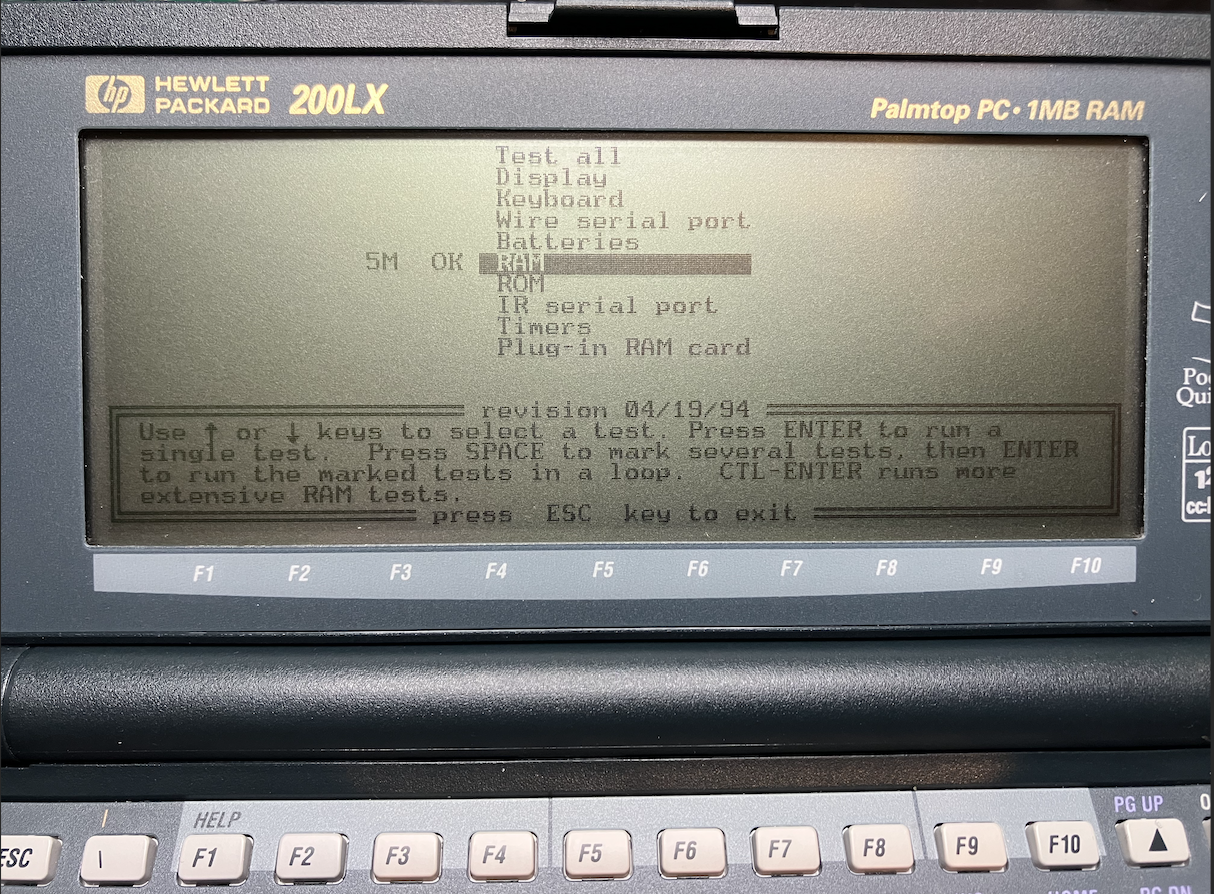 hp HEWLETT PACKARD 200LX
Palmtop PC • 1MB RAM
Test all
Display
Keyboard
Wire serial port
Batteries
5M OK RAM
ROM
IR serial port
Timers
Plug-in RAM card
revision 04/19/94
Use ↑ or ↓ keys to select a test. Press ENTER to run a
single test. Press SPACE to mark several tests, then ENTER
to run the marked tests in a loop. CTL-ENTER runs more
extensive RAM tests.
press ESC key to exit
F1 F2 F3 F4 F5 F6 F7 F8 F9 F10
HELP
PG UP
ESC | \ F1 F2 F3 F4 F5 F6 F7 F8 F9 F10 ▲
HOME PG DN